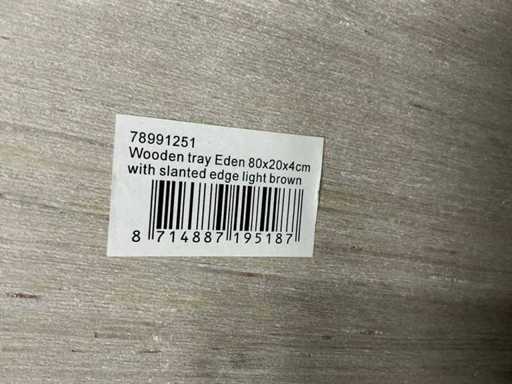 78991251
Wooden tray Eden 80x20x4cm
with slanted edge light brown
8 714887 195187